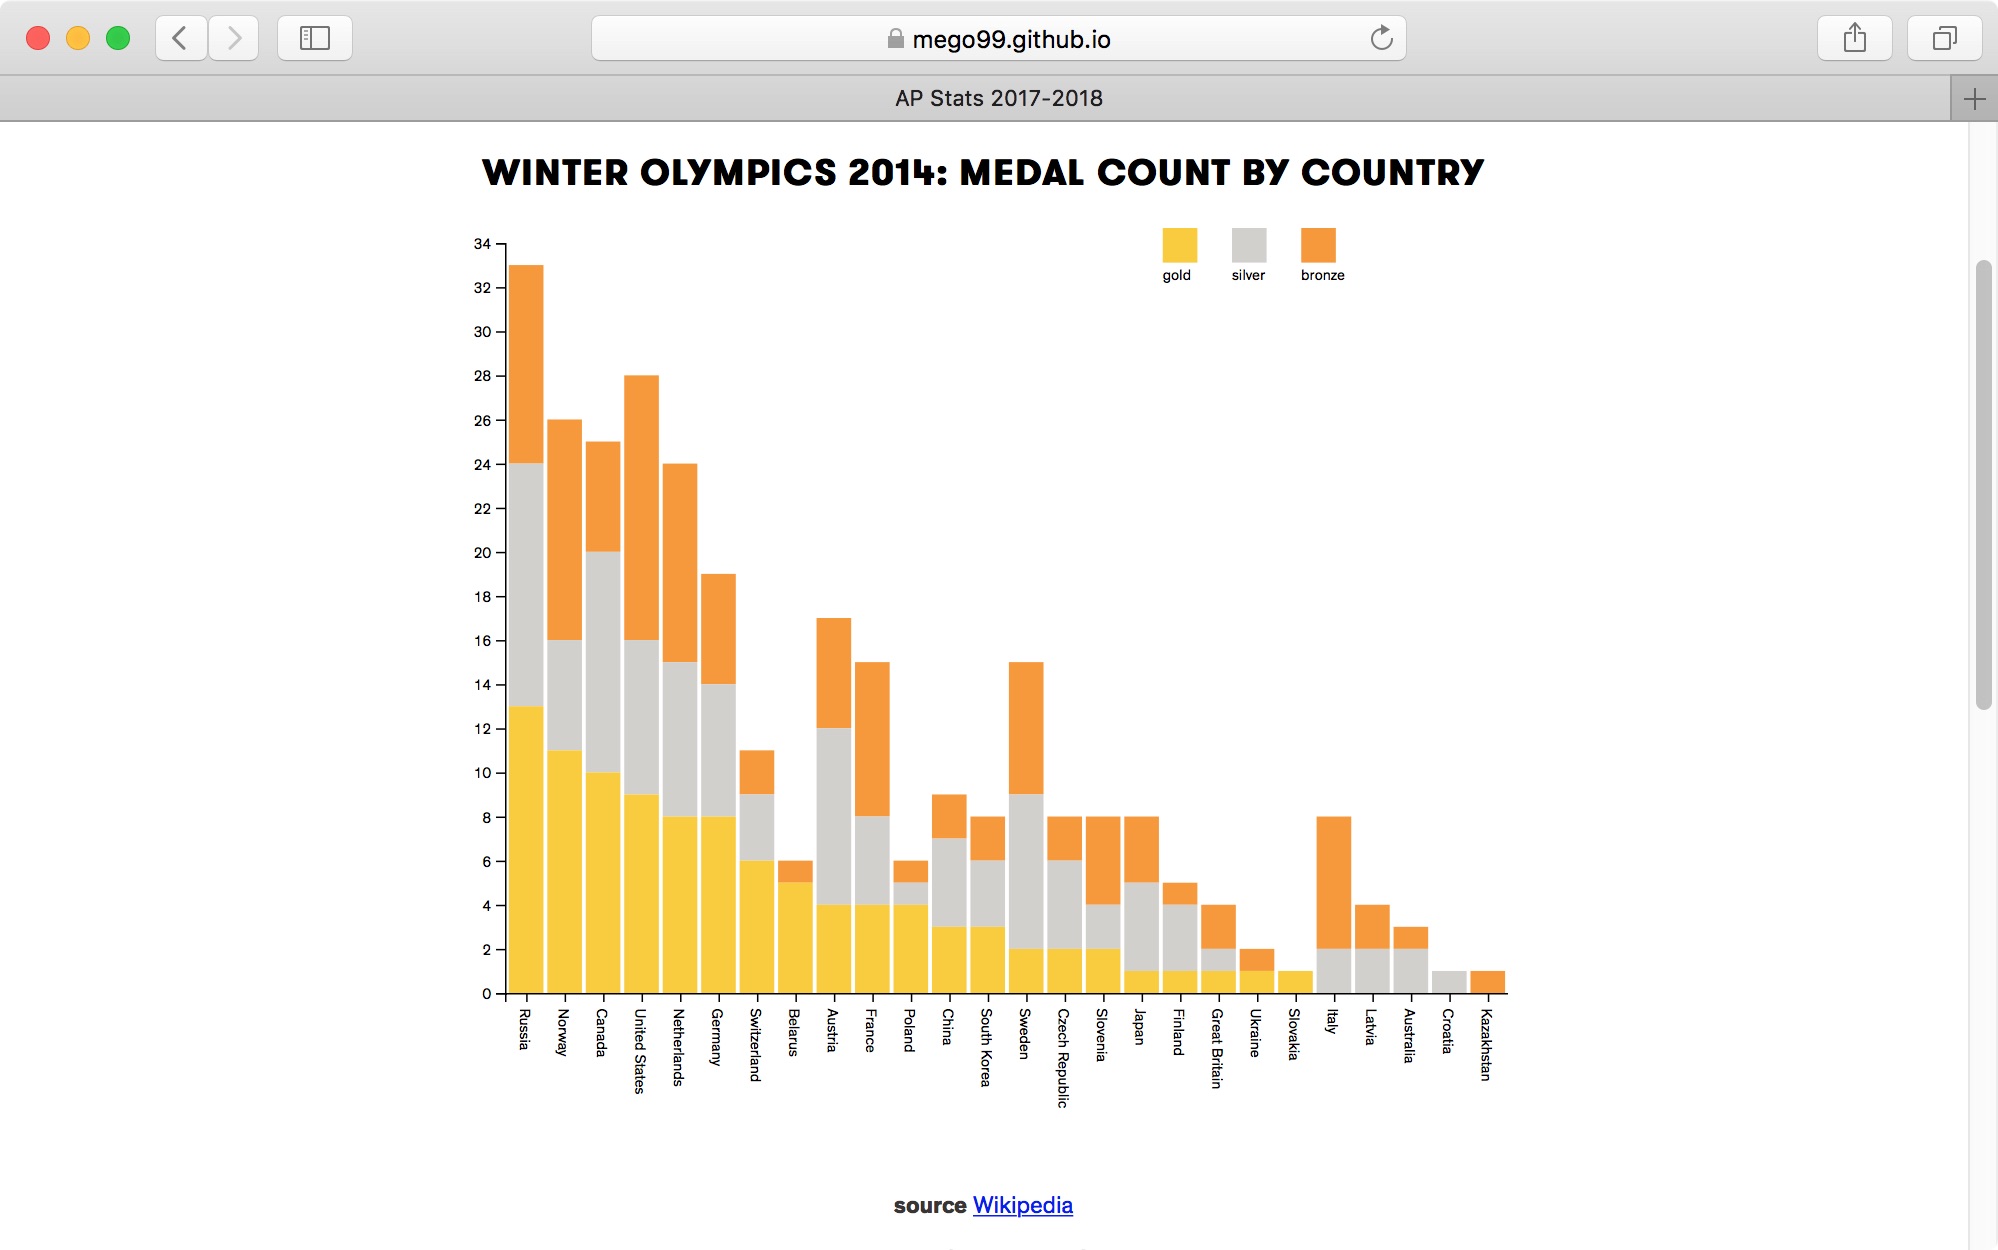 mego99.github.io
AP Stats 2017-2018
WINTER OLYMPICS 2014: MEDAL COUNT BY COUNTRY
gold silver bronze
34
32
30
28
26
24
22
20
18
16
14
12
10
8
6
4
2
0
Russia
Norway
Canada
United States
Netherlands
Germany
Switzerland
Belarus
Austria
France
Poland
China
South Korea
Sweden
Czech Republic
Slovenia
Japan
Finland
Great Britain
Ukraine
Slovakia
Italy
Latvia
Australia
Croatia
Kazakhstan
source Wikipedia